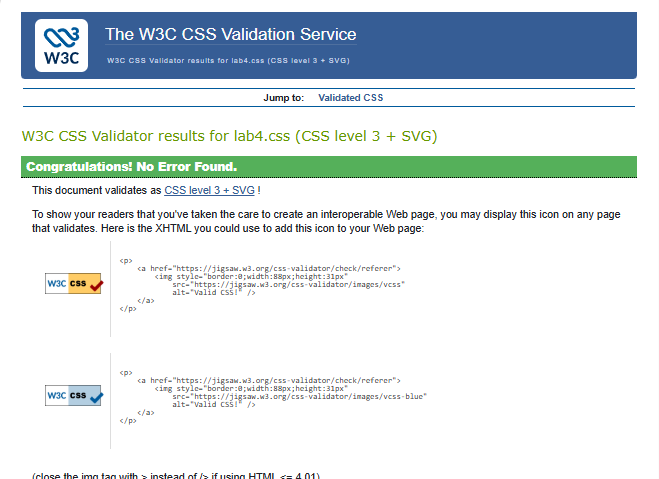 W3C
The W3C CSS Validation Service
W3C CSS Validator results for lab4.css (CSS level 3 + SVG)
Jump to: Validated CSS
W3C CSS Validator results for lab4.css (CSS level 3 + SVG)
Congratulations! No Error Found.
This document validates as CSS level 3 + SVG !
To show your readers that you've taken the care to create an interoperable Web page, you may display this icon on any page
that validates. Here is the XHTML you could use to add this icon to your Web page:
W3C css
<p>
<a href="https://jigsaw.w3.org/css-validator/check/referer">
<img style="border:0;width:88px;height:31px"
src="https://jigsaw.w3.org/css-validator/images/vcss"
alt="Valid CSS!" />
</a>
</p>
W3C css
<p>
<a href="https://jigsaw.w3.org/css-validator/check/referer">
<img style="border:0;width:88px;height:31px"
src="https://jigsaw.w3.org/css-validator/images/vcss-blue"
alt="Valid CSS!" />
</a>
</p>
(close the img tag with > instead of /> if using HTML <= 4.01)